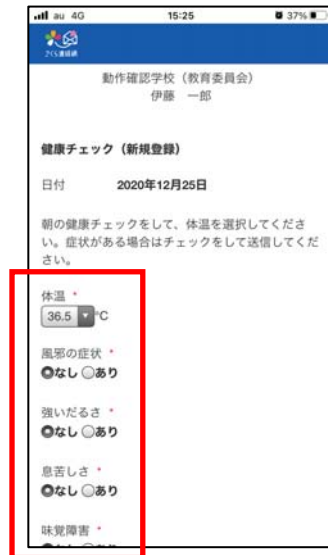 au 4G 15:25 37%
さくら連絡網
動作確認学校（教育委員会）
伊藤 一郎
健康チェック（新規登録）
日付 2020年12月25日
朝の健康チェックをして、体温を選択してくださ
い。症状がある場合はチェックをして送信してくだ
さい。
体温 *
36.5 °C
風邪の症状 *
なし あり
強いだるさ *
なし あり
息苦しさ *
なし あり
味覚障害 *